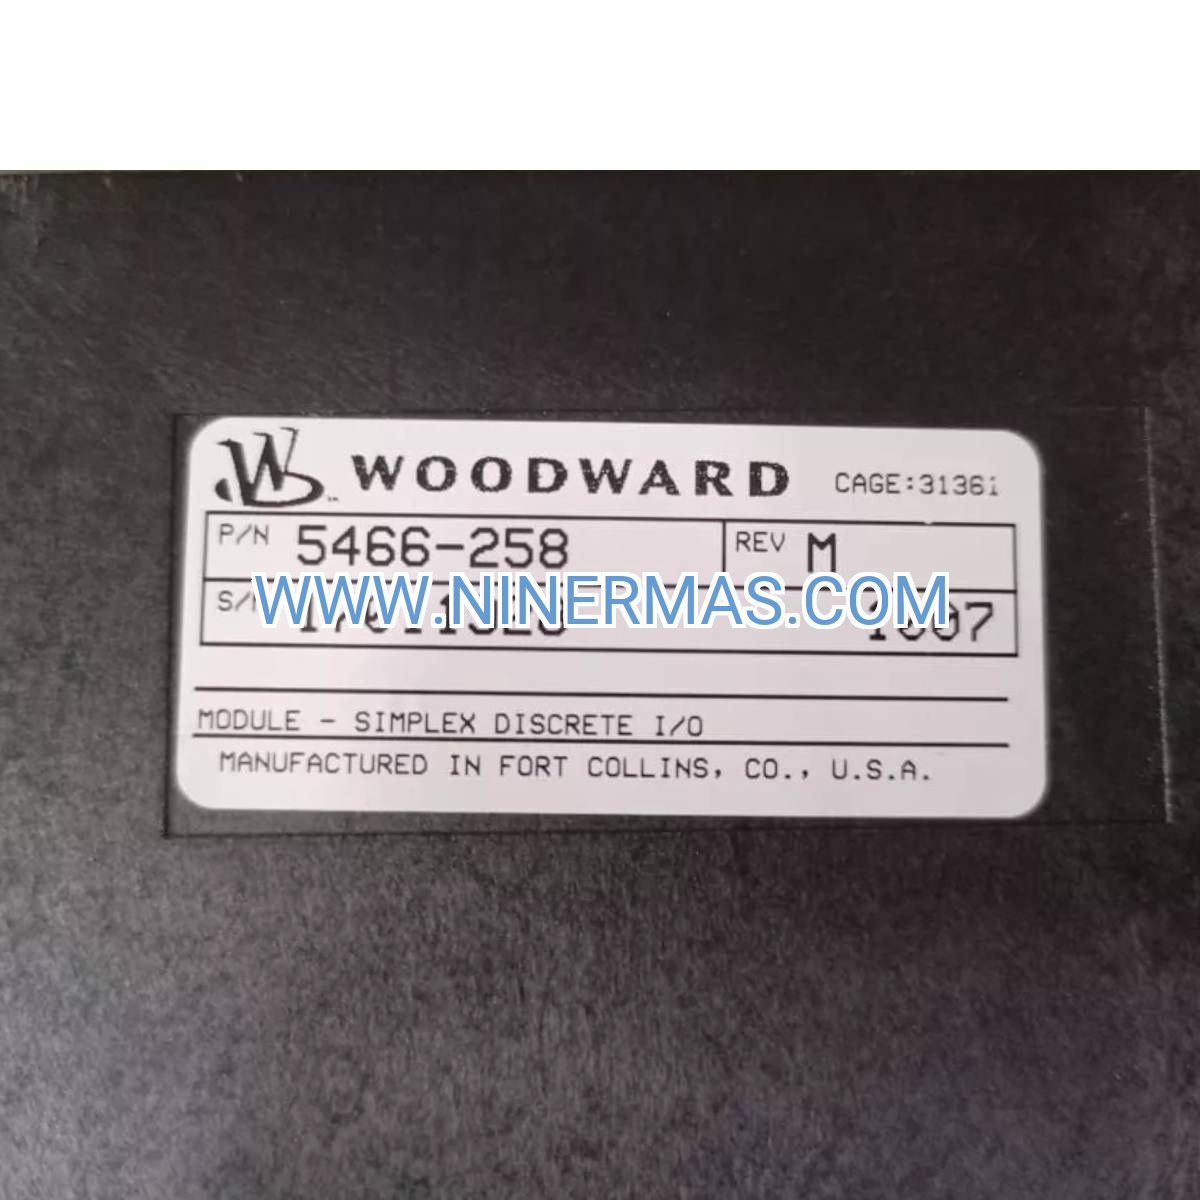 WOODWARD CAGE:31361
P/N 5466-258 REV M
WWW.NINERMAS.COM
MODULE - SIMPLEX DISCRETE I/O
MANUFACTURED IN FORT COLLINS, CO., U.S.A.